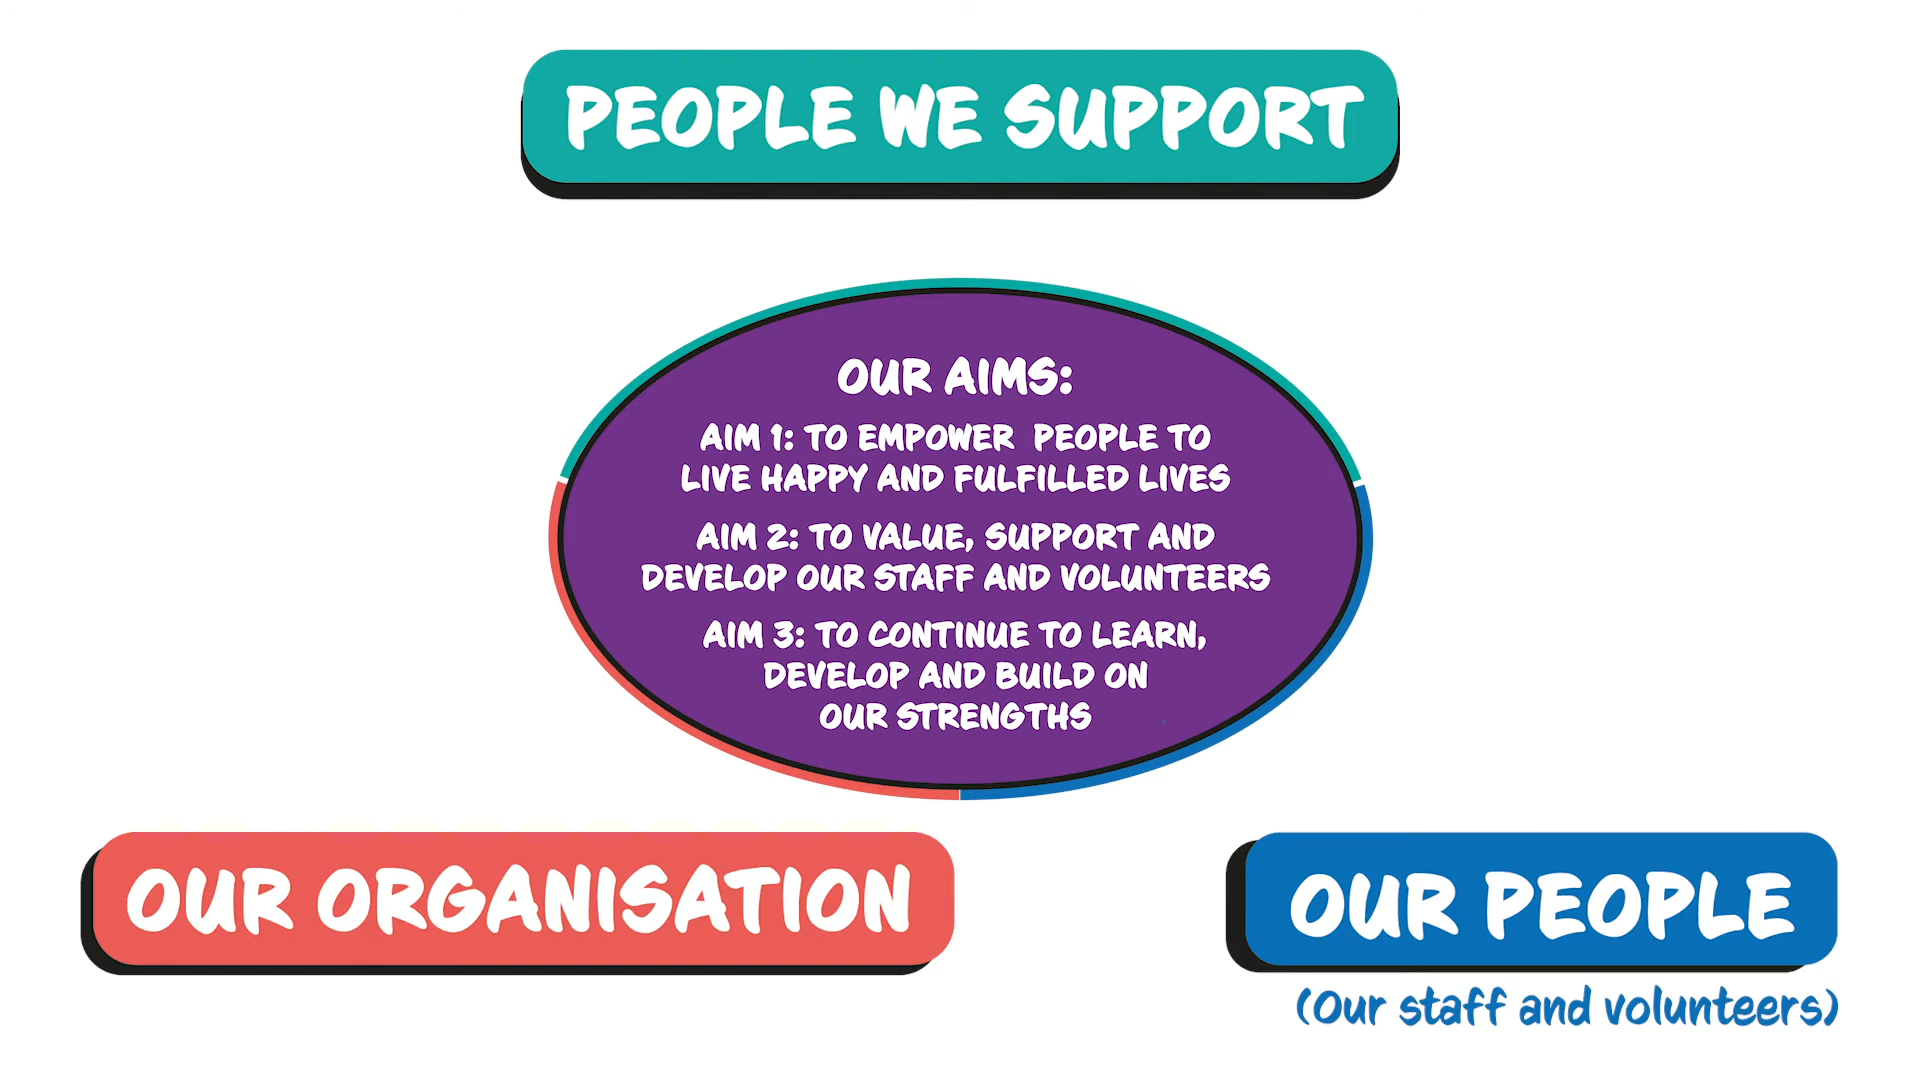 PEOPLE WE SUPPORT
OUR AIMS:
AIM 1: TO EMPOWER PEOPLE TO
LIVE HAPPY AND FULFILLED LIVES
AIM 2: TO VALUE, SUPPORT AND
DEVELOP OUR STAFF AND VOLUNTEERS
AIM 3: TO CONTINUE TO LEARN,
DEVELOP AND BUILD ON
OUR STRENGTHS
OUR ORGANISATION
OUR PEOPLE
(Our staff and volunteers)